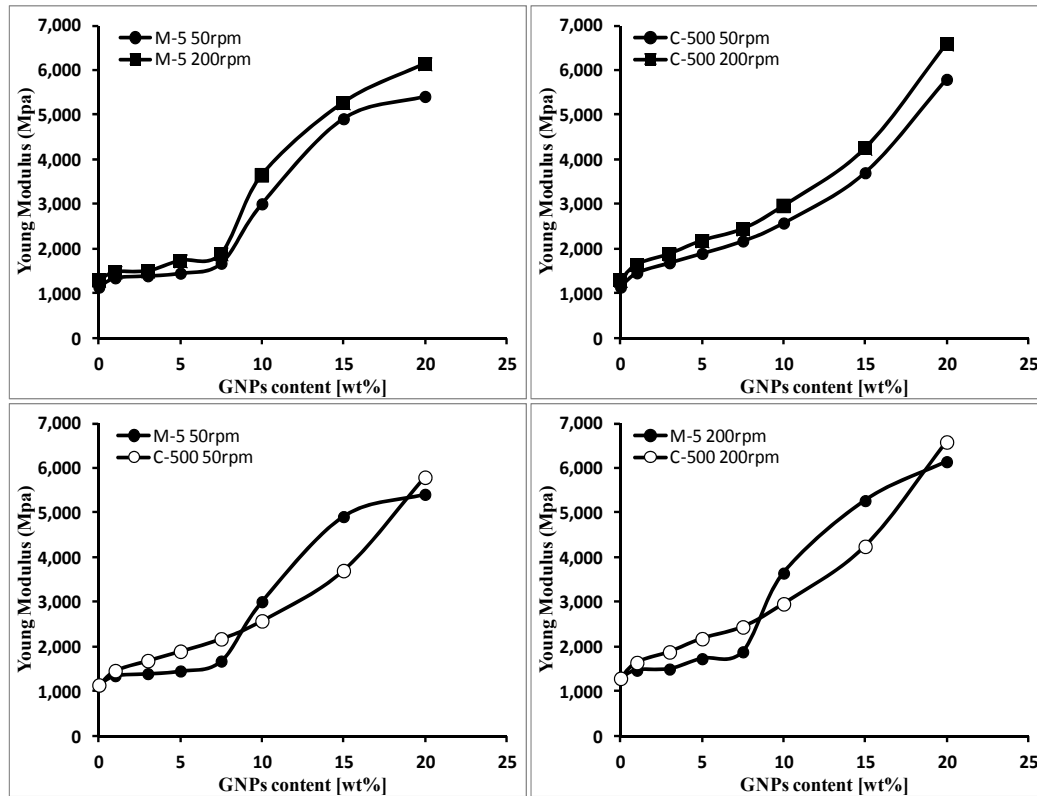 7,000
6,000
5,000
4,000
3,000
2,000
1,000
0
Young Modulus (Mpa)
M-5 50rpm
M-5 200rpm
0 5 10 15 20 25
GNPs content [wt%]
7,000
6,000
5,000
4,000
3,000
2,000
1,000
0
Young Modulus (Mpa)
C-500 50rpm
C-500 200rpm
0 5 10 15 20 25
GNPs content [wt%]
7,000
6,000
5,000
4,000
3,000
2,000
1,000
0
Young Modulus (Mpa)
M-5 50rpm
C-500 50rpm
0 5 10 15 20 25
GNPs content [wt%]
7,000
6,000
5,000
4,000
3,000
2,000
1,000
0
Young Modulus (Mpa)
M-5 200rpm
C-500 200rpm
0 5 10 15 20 25
GNPs content [wt%]